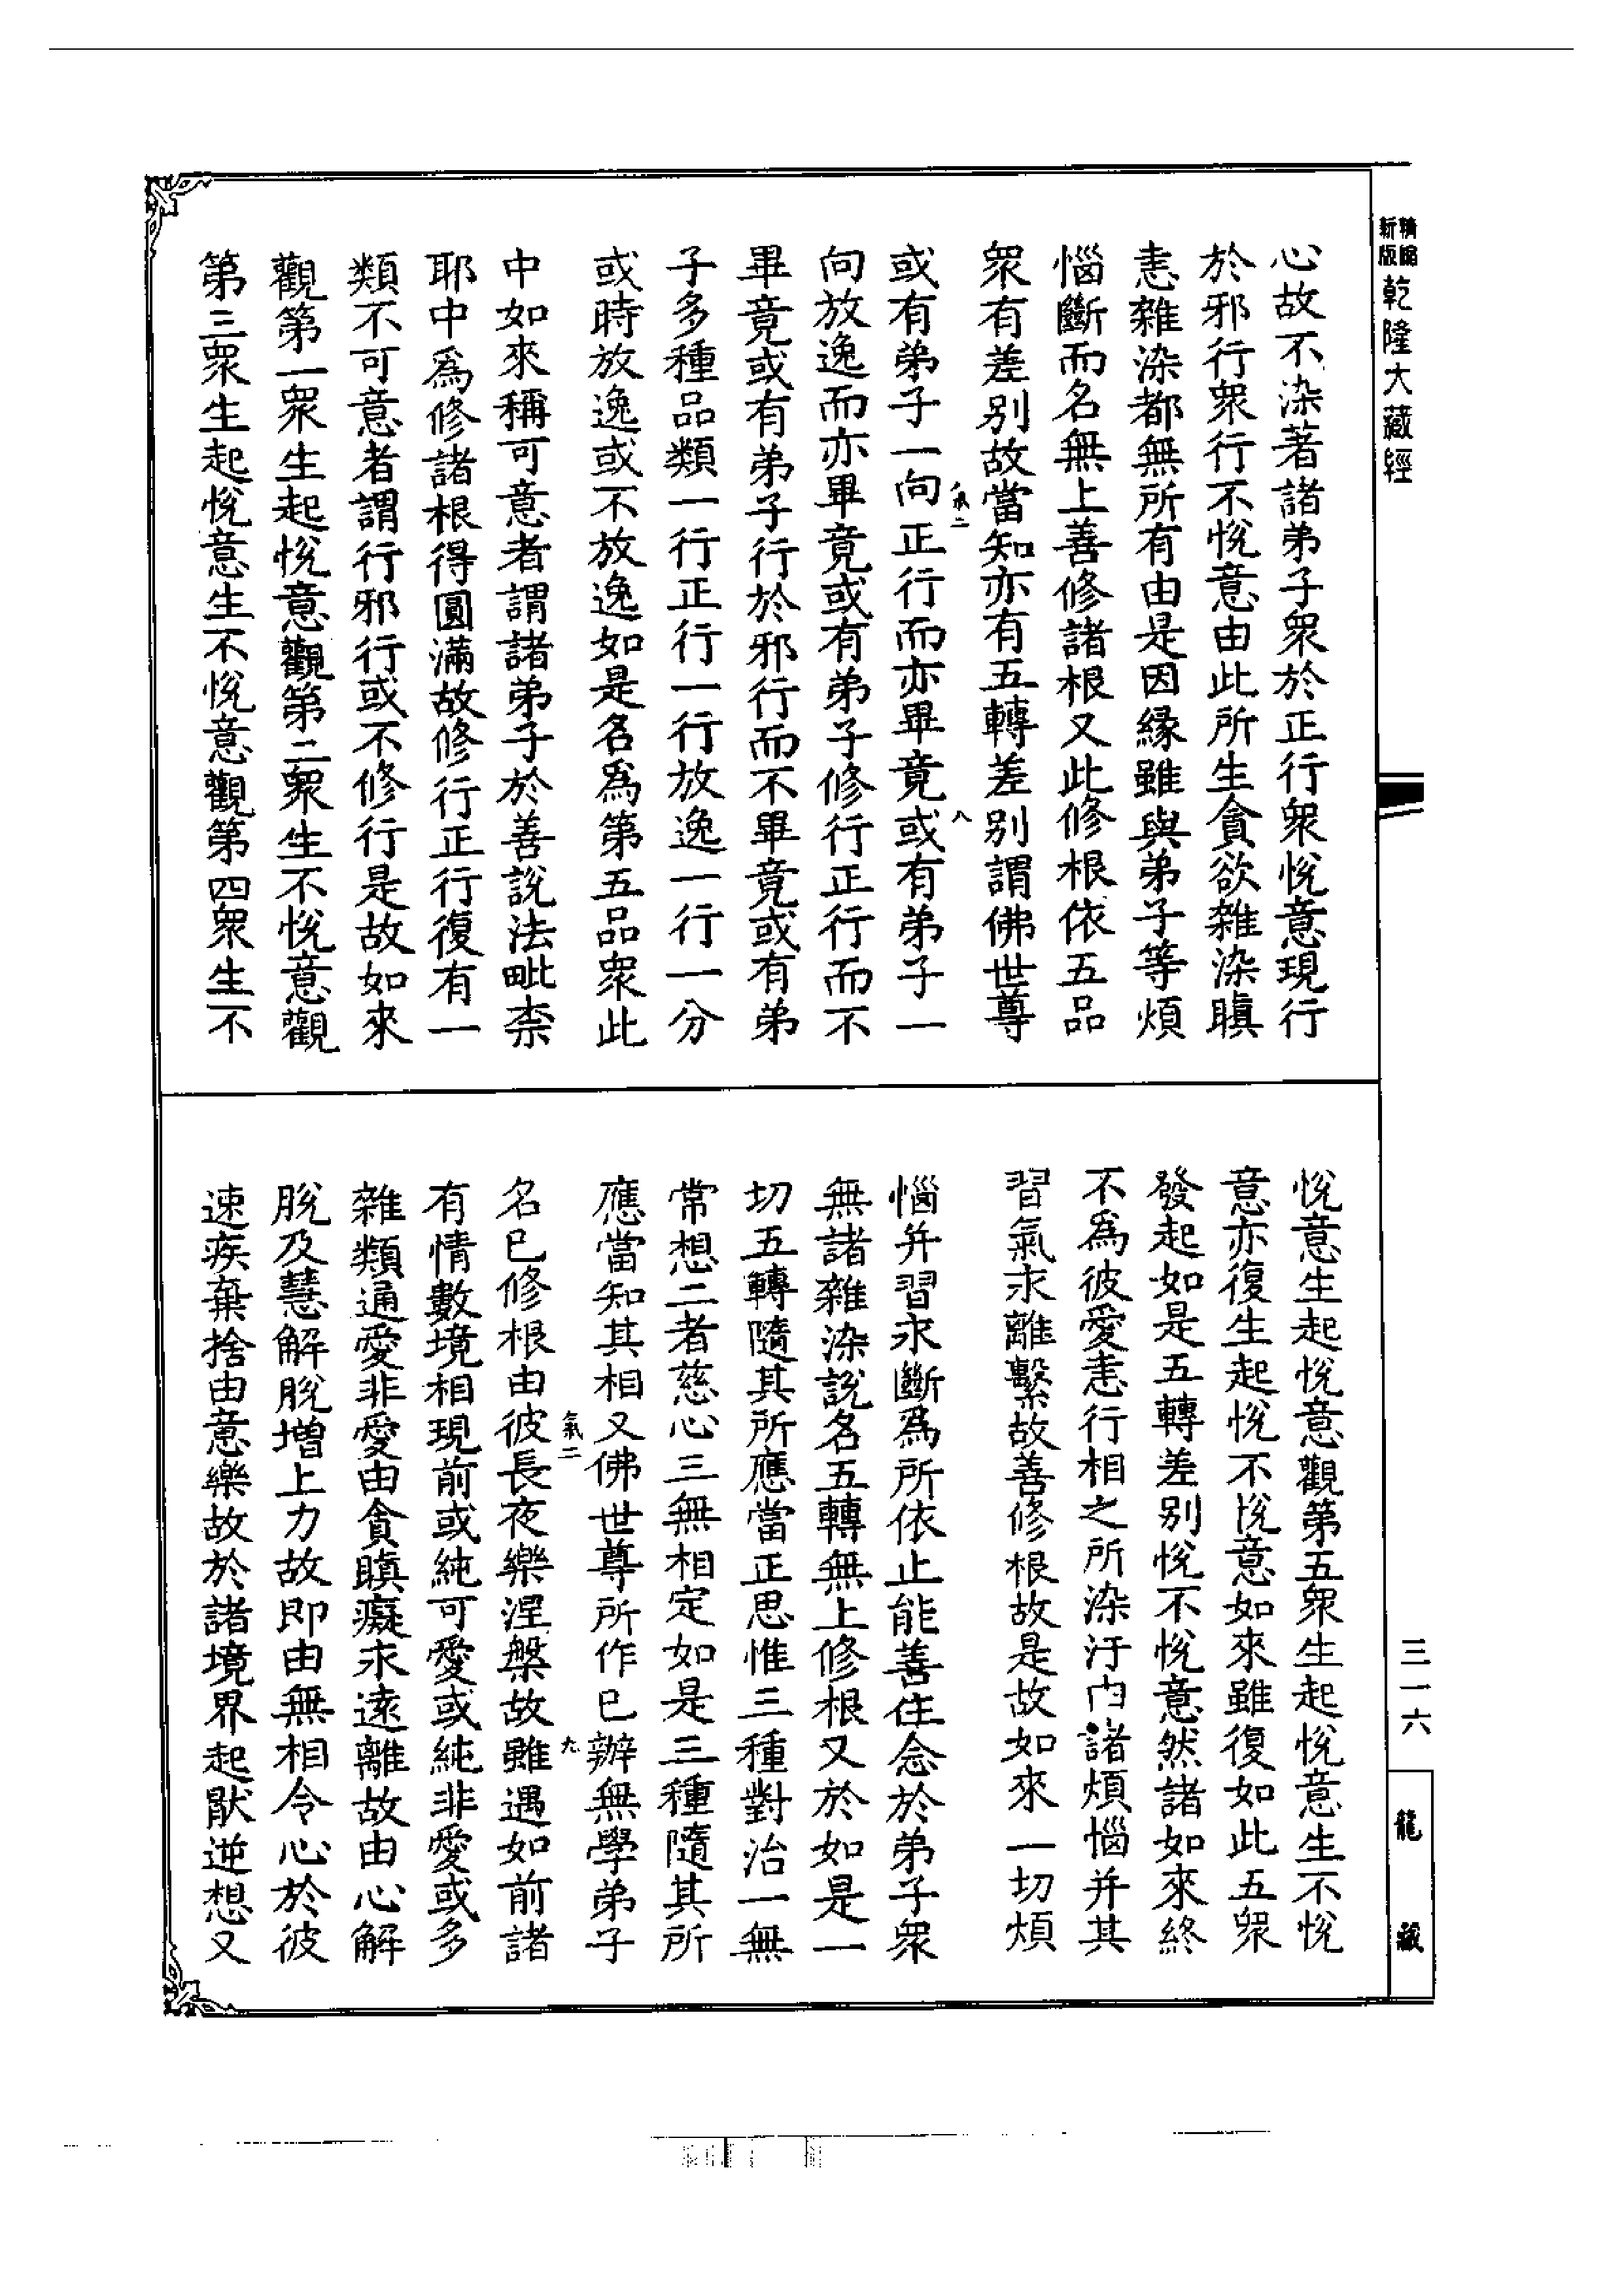 新版精縮乾隆大藏經
心故不染著諸弟子衆於正行衆悅意現行
於邪行衆行不悅意由此所生貪欲雜染瞋
恚雜染都無所有由是因緣雖與弟子等煩
惱斷而名無上善修諸根又此修根依五品
衆有差別故當知亦有五轉差別謂佛世尊
氣二 八
或有弟子一向正行而亦畢竟或有弟子一
向放逸而亦畢竟或有弟子修行正行而不
畢竟或有弟子行於邪行而不畢竟或有弟
子多種品類一行正行一行放逸一行一分
或時放逸或不放逸如是名爲第五品衆此
中如來稱可意者謂諸弟子於善說法毗柰
耶中爲修諸根得圓滿故修行正行復有一
類不可意者謂行邪行或不修行是故如來
觀第一衆生起悅意觀第二衆生不悅意觀
第三衆生起悅意生不悅意觀第四衆生不
悅意生起悅意觀第五衆生起悅意生不悅
意亦復生起悅不悅意如來雖復如此五衆
發起如是五轉差別悅不悅意然諸如來終
不爲彼愛恚行相之所染汙內諸煩惱并其
習氣永離繫故善修根故是故如來一切煩
惱并習永斷爲所依止能善住念於弟子衆
無諸雜染說名五轉無上修根又於如是一
切五轉隨其所應當正思惟三種對治一無
常想二者慈心三無相定如是三種隨其所
應當知其相又佛世尊所作已辦無學弟子
氣二 九
名已修根由彼長夜樂涅槃故雖遇如前諸
有情數境相現前或純可愛或純非愛或多
雜類通愛非愛由貪瞋癡永遠離故由心解
脫及慧解脫增上力故即由無相令心於彼
速疾棄捨由意樂故於諸境界起厭逆想又
三一六
龍藏